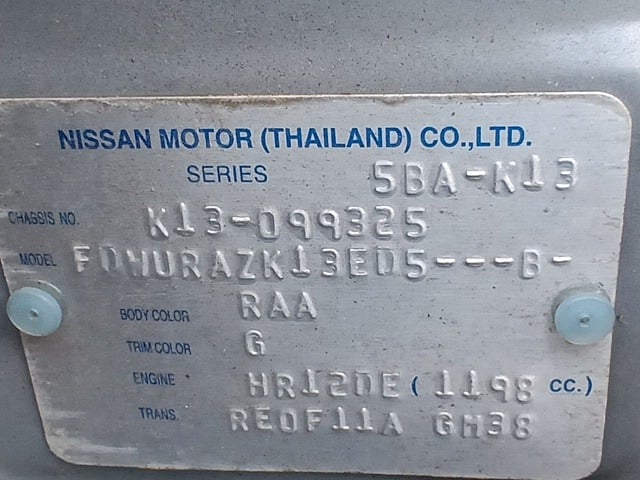 NISSAN MOTOR (THAILAND) CO.,LTD.
SERIES 5BA-K13
CHASSIS NO. K13-099325
MODEL FDHURAZK13ED5---B-
BODY COLOR RAA
TRIM COLOR G
ENGINE HR12DE ( 1198 CC. )
TRANS. RE0F11A GH38